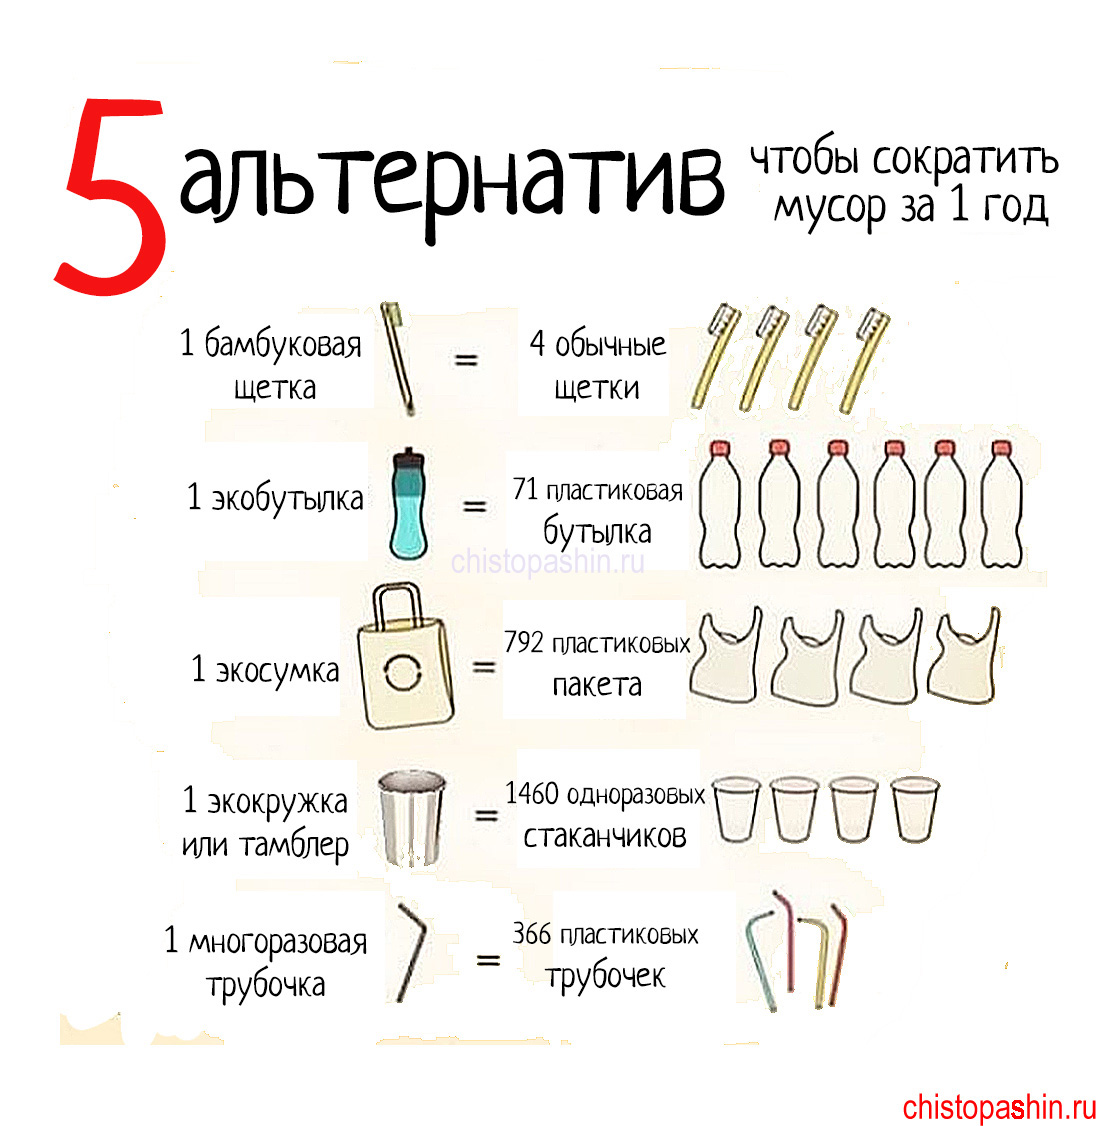 5 альтернатив
чтобы сократить
мусор за 1 год
1 бамбуковая
щетка
=
4 обычные
щетки
1 экобутылка
=
71 пластиковая
бутылка
chistopashin.ru
1 экосумка
=
792 пластиковых
пакета
1 экокружка
или тамблер
=
1460 одноразовых
стаканчиков
1 многоразовая
трубочка
=
366 пластиковых
трубочек
chistopashin.ru